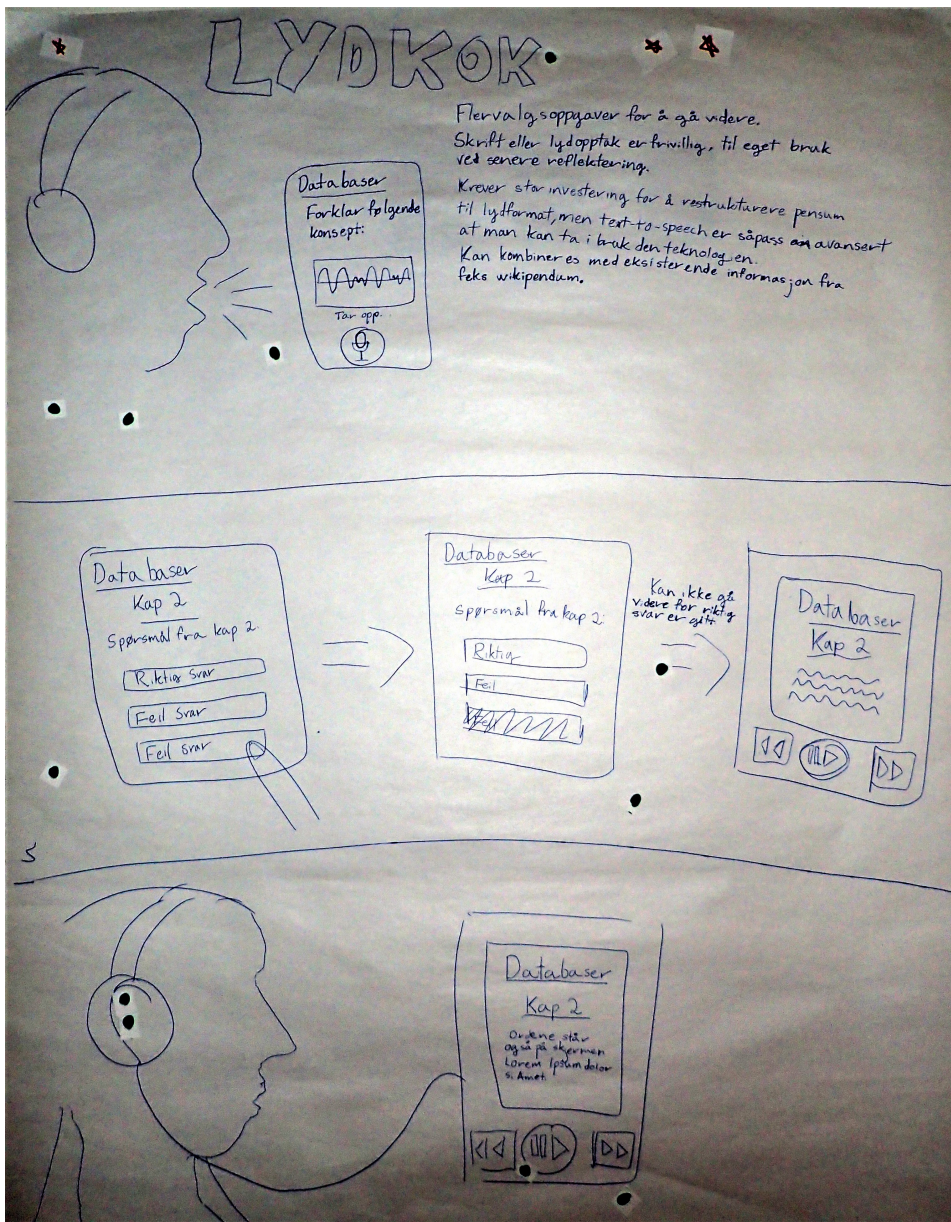 LYDKOK
Flervalgsoppgaver for å gå videre.
Skrift eller lydopptak er frivillig, til eget bruk
ved senere reflektering.
Krever stor investering for å restrukturere pensum
til lydformat, men text-to-speech er såpass avansert
at man kan ta i bruk den teknologien.
Kan kombineres med eksisterende informasjon fra
feks wikipendum.
Databaser
Forklar følgende
konsept:
Tar opp.
Databaser
Kap 2
Spørsmål fra kap 2.
Riktig svar
Feil svar
Feil svar
Databaser
Kap 2
Spørsmål fra kap 2:
Riktig
Feil
Kan ikke gå
videre før riktig
svar er gitt
Databaser
Kap 2
Databaser
Kap 2
Ordene står
også på skjermen
Lorem Ipsum dolor
si Amet.